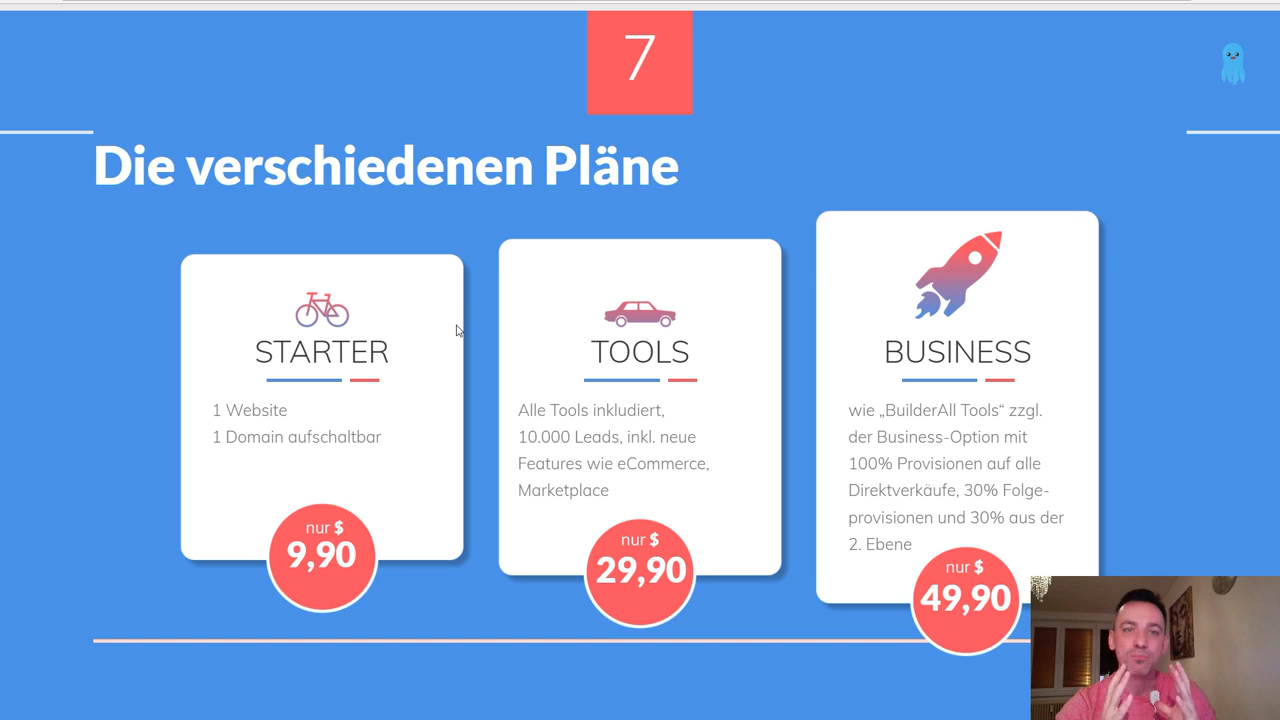 7
Die verschiedenen Pläne
STARTER
1 Website
1 Domain aufschaltbar
nur $
9,90
TOOLS
Alle Tools inkludiert,
10.000 Leads, inkl. neue
Features wie eCommerce,
Marketplace
nur $
29,90
BUSINESS
wie „BuilderAll Tools“ zzgl.
der Business-Option mit
100% Provisionen auf alle
Direktverkäufe, 30% Folge-
provisionen und 30% aus der
2. Ebene
nur $
49,90